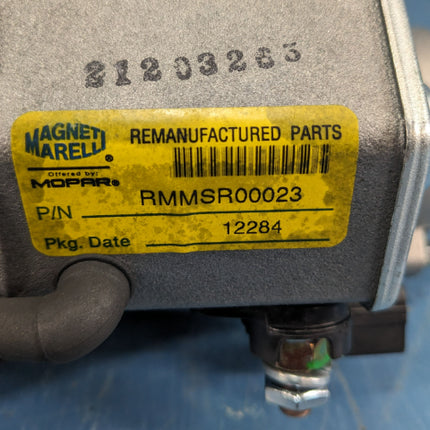 21203263
MAGNETI MARELLI®
REMANUFACTURED PARTS
Offered by:
MOPAR®
P/N RMMSR00023
Pkg. Date 12284